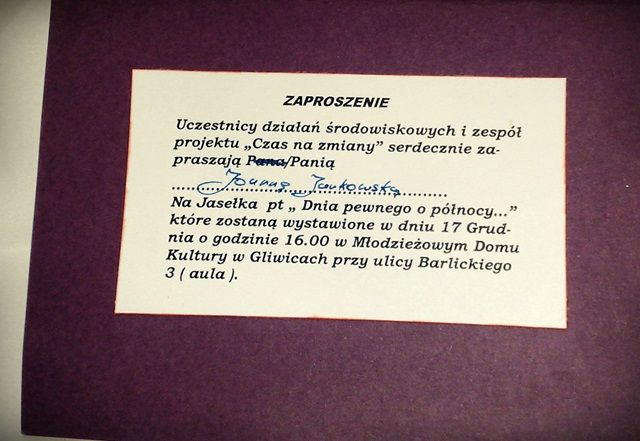 ZAPROSZENIE
Uczestnicy działań środowiskowych i zespół
projektu „Czas na zmiany” serdecznie za-
praszają Pana/Panią
Joannę Jankowską
Na Jasełka pt „ Dnia pewnego o północy...”
które zostaną wystawione w dniu 17 Grud-
nia o godzinie 16.00 w Młodzieżowym Domu
Kultury w Gliwicach przy ulicy Barlickiego
3 ( aula ).